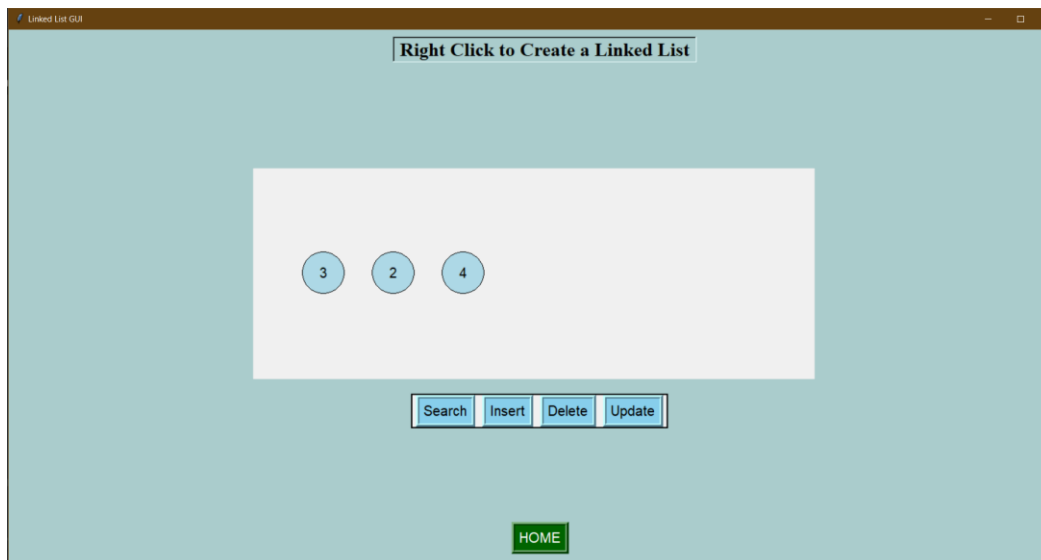 Linked List GUI
Right Click to Create a Linked List
3 2 4
Search Insert Delete Update
HOME